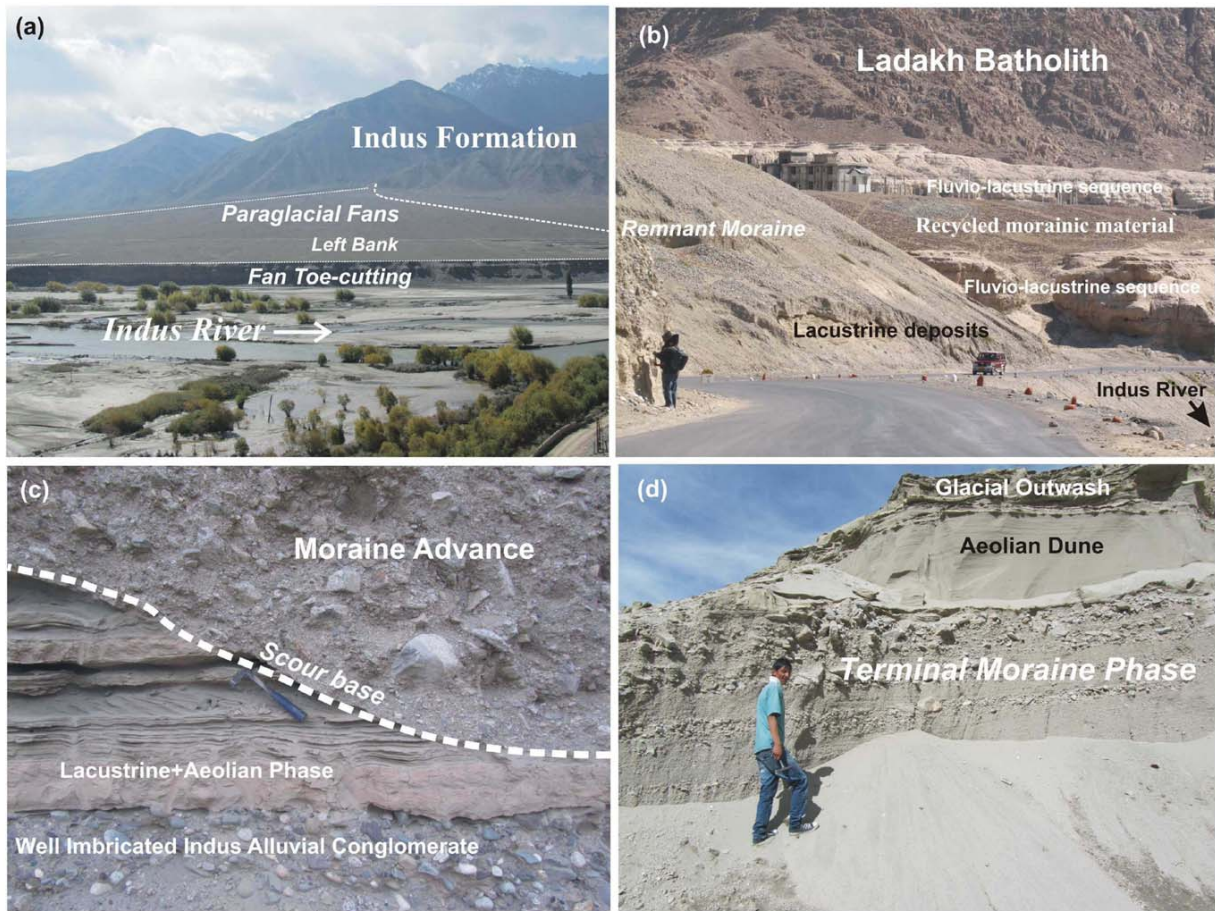 (a)
Indus Formation
Paraglacial Fans
Left Bank
Fan Toe-cutting
Indus River
(b)
Ladakh Batholith
Fluvio-lacustrine sequence
Remnant Moraine
Recycled morainic material
Fluvio-lacustrine sequence
Lacustrine deposits
Indus River
(c)
Moraine Advance
Scour base
Lacustrine+Aeolian Phase
Well Imbricated Indus Alluvial Conglomerate
(d)
Glacial Outwash
Aeolian Dune
Terminal Moraine Phase